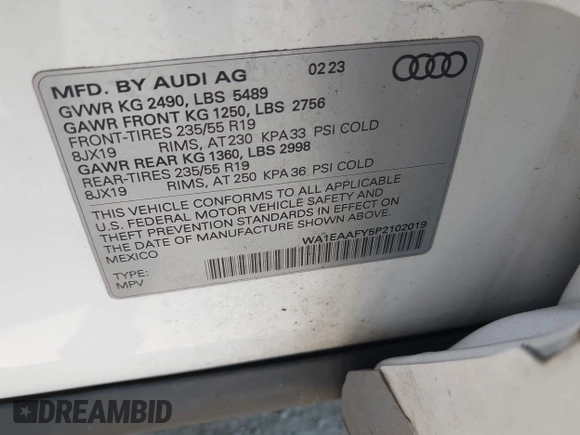 MFD. BY AUDI AG 02 23
GVWR KG 2490, LBS 5489
GAWR FRONT KG 1250, LBS 2756
FRONT-TIRES 235/55 R19
8JX19 RIMS, AT 230 KPA 33 PSI COLD
GAWR REAR KG 1360, LBS 2998
REAR-TIRES 235/55 R19
8JX19 RIMS, AT 250 KPA 36 PSI COLD
THIS VEHICLE CONFORMS TO ALL APPLICABLE
U.S. FEDERAL MOTOR VEHICLE SAFETY AND
THEFT PREVENTION STANDARDS IN EFFECT ON
THE DATE OF MANUFACTURE SHOWN ABOVE.
MEXICO
WA1EAAFY5P2102019
TYPE:
MPV
DREAMBID